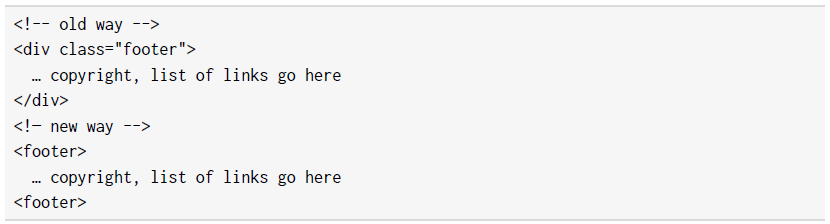 <!-- old way -->
<div class="footer">
  … copyright, list of links go here
</div>
<!— new way -->
<footer>
  … copyright, list of links go here
<footer>